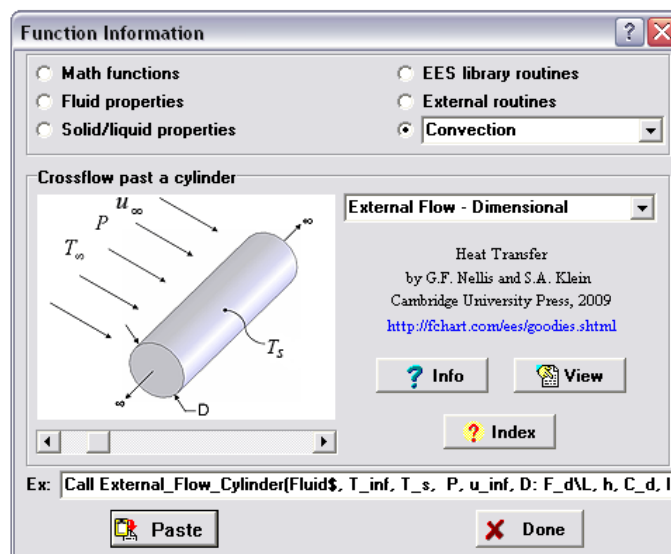 Function Information
Math functions
EES library routines
Fluid properties
External routines
Solid/liquid properties
Convection
Crossflow past a cylinder
External Flow - Dimensional
u∞
P
T∞
∞
Ts
∞
D
Heat Transfer
by G.F. Nellis and S.A. Klein
Cambridge University Press, 2009
http://fchart.com/ees/goodies.shtml
? Info
View
? Index
Ex: Call External_Flow_Cylinder(Fluid$, T_inf, T_s, P, u_inf, D: F_d\L, h, C_d,
Paste
Done